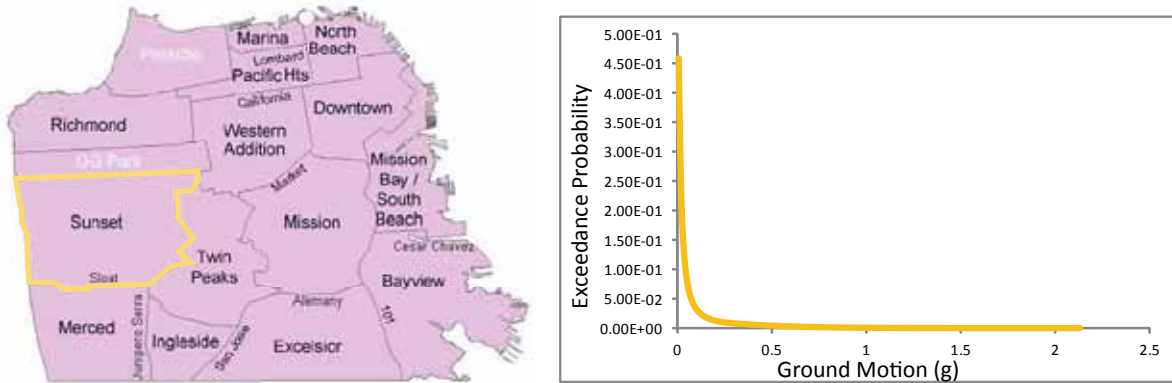 Presidio
Marina
North
Beach
Lombard
Pacific Hts
California
Richmond
Downtown
Western
Addition
GG Park
Mission
Bay /
South
Beach
Market
Sunset
Mission
Cesar Chavez
Twin
Peaks
Sloat
Bayview
Alemany
101
Merced
Junipero Serra
Ingleside
San Jose
Excelsior
5.00E-01
4.50E-01
4.00E-01
3.50E-01
3.00E-01
2.50E-01
2.00E-01
1.50E-01
1.00E-01
5.00E-02
0.00E+00
Exceedance Probability
0 0.5 1 1.5 2 2.5
Ground Motion (g)